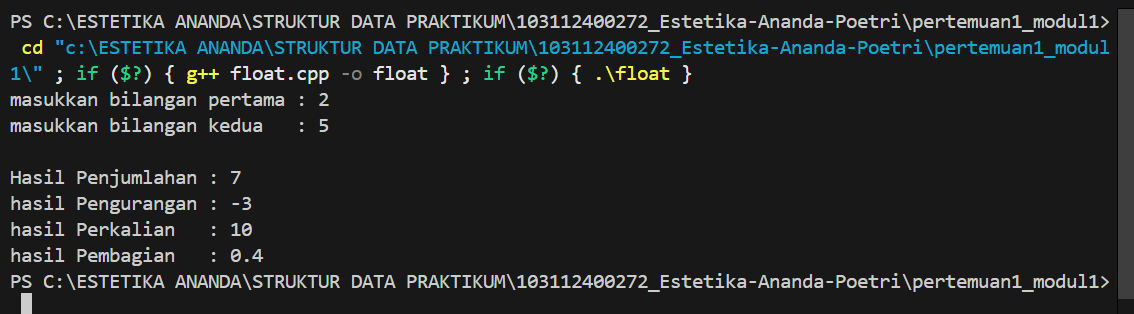 PS C:\ESTETIKA ANANDA\STRUKTUR DATA PRAKTIKUM\103112400272_Estetika-Ananda-Poetri\pertemuan1_modul1>
 cd "c:\ESTETIKA ANANDA\STRUKTUR DATA PRAKTIKUM\103112400272_Estetika-Ananda-Poetri\pertemuan1_modul
1\" ; if ($?) { g++ float.cpp -o float } ; if ($?) { .\float }
masukkan bilangan pertama : 2
masukkan bilangan kedua   : 5

Hasil Penjumlahan : 7
hasil Pengurangan : -3
hasil Perkalian   : 10
hasil Pembagian   : 0.4
PS C:\ESTETIKA ANANDA\STRUKTUR DATA PRAKTIKUM\103112400272_Estetika-Ananda-Poetri\pertemuan1_modul1>